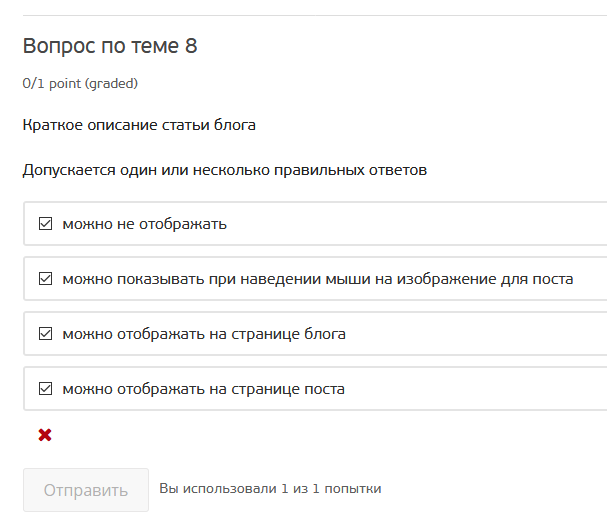 Вопрос по теме 8
0/1 point (graded)
Краткое описание статьи блога
Допускается один или несколько правильных ответов
можно не отображать
можно показывать при наведении мыши на изображение для поста
можно отображать на странице блога
можно отображать на странице поста
Отправить Вы использовали 1 из 1 попытки